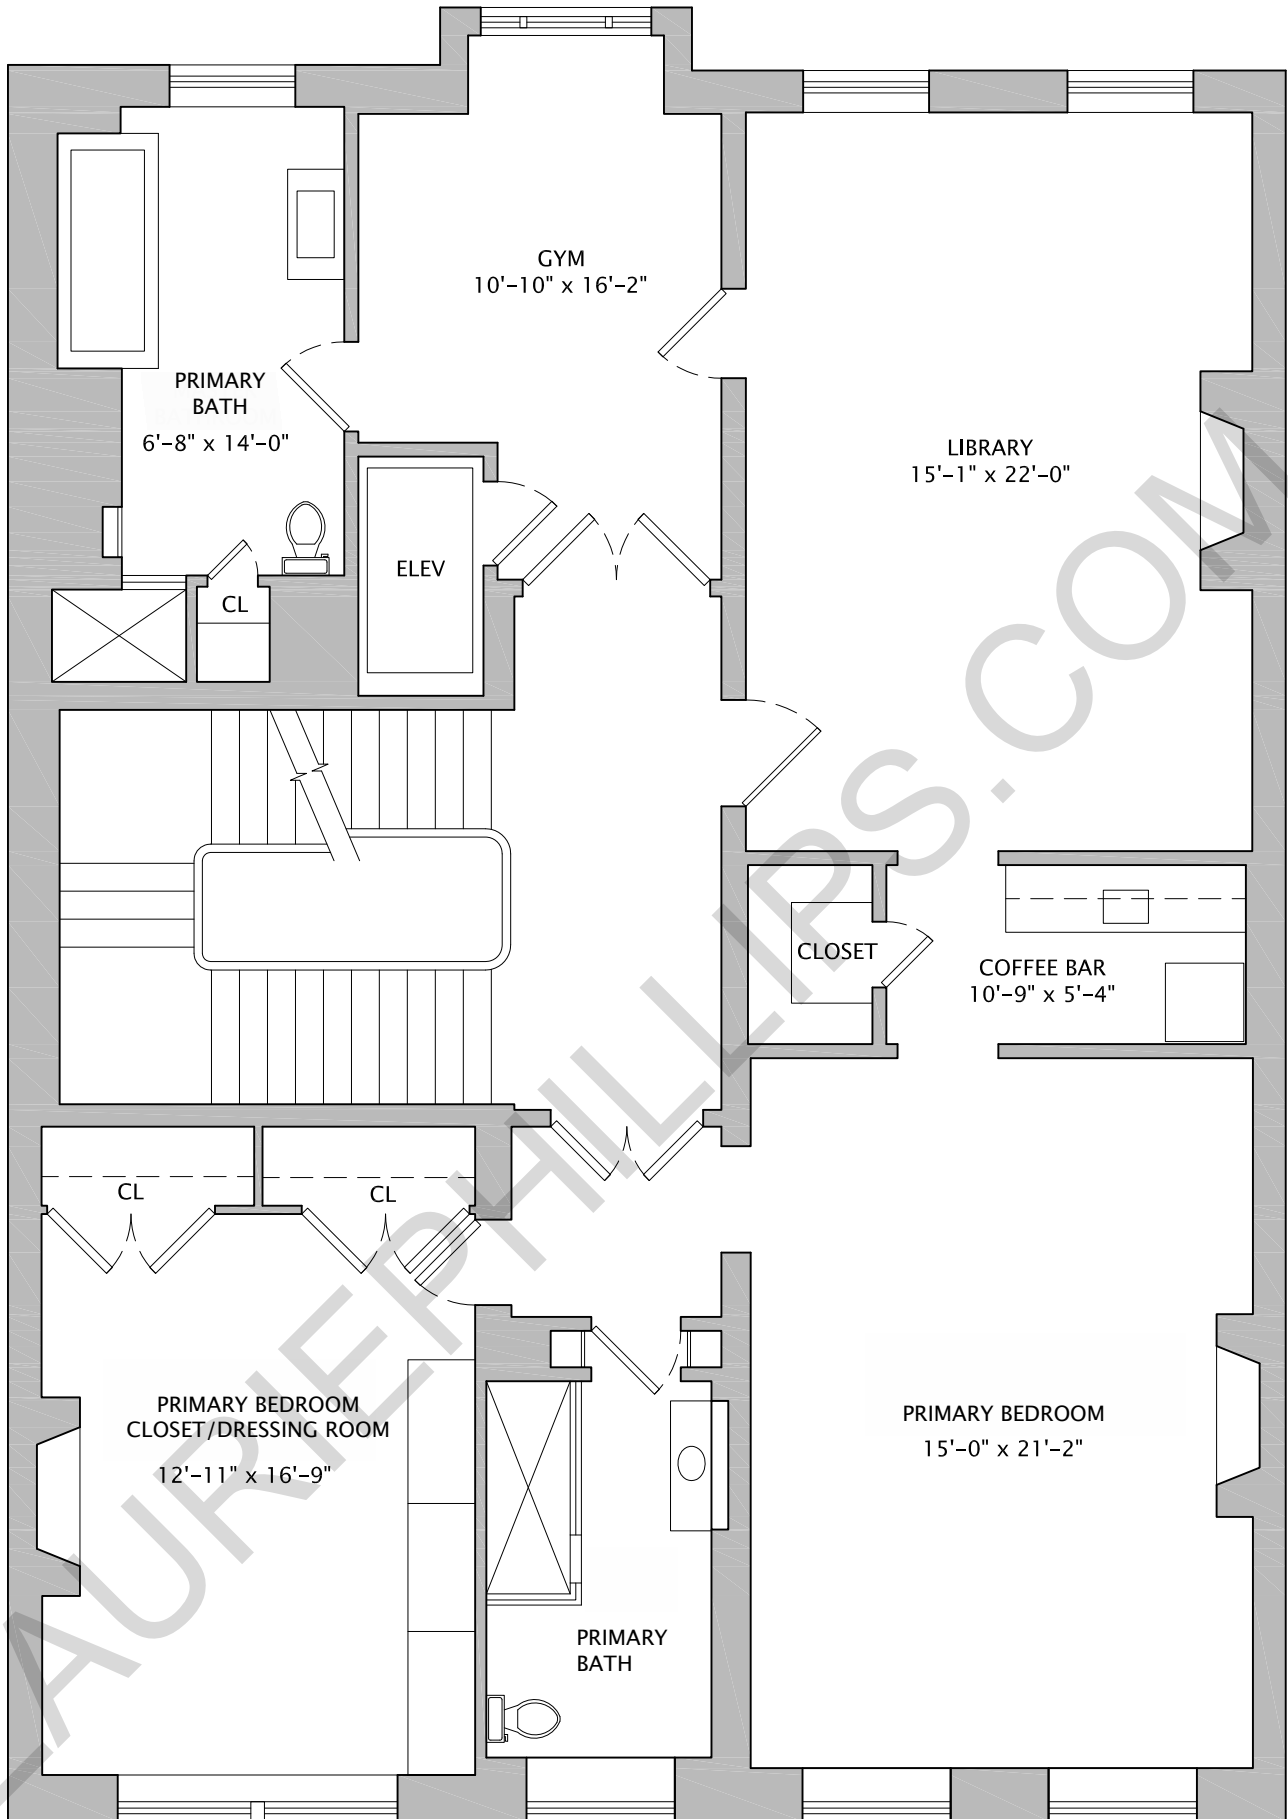 GYM
10'-10" x 16'-2"
PRIMARY
BATH
6'-8" x 14'-0"
LIBRARY
15'-1" x 22'-0"
ELEV
CL
CLOSET
COFFEE BAR
10'-9" x 5'-4"
CL
CL
PRIMARY BEDROOM
CLOSET/DRESSING ROOM
12'-11" x 16'-9"
PRIMARY BEDROOM
15'-0" x 21'-2"
PRIMARY
BATH
LAURIEPHILLIPS.COM